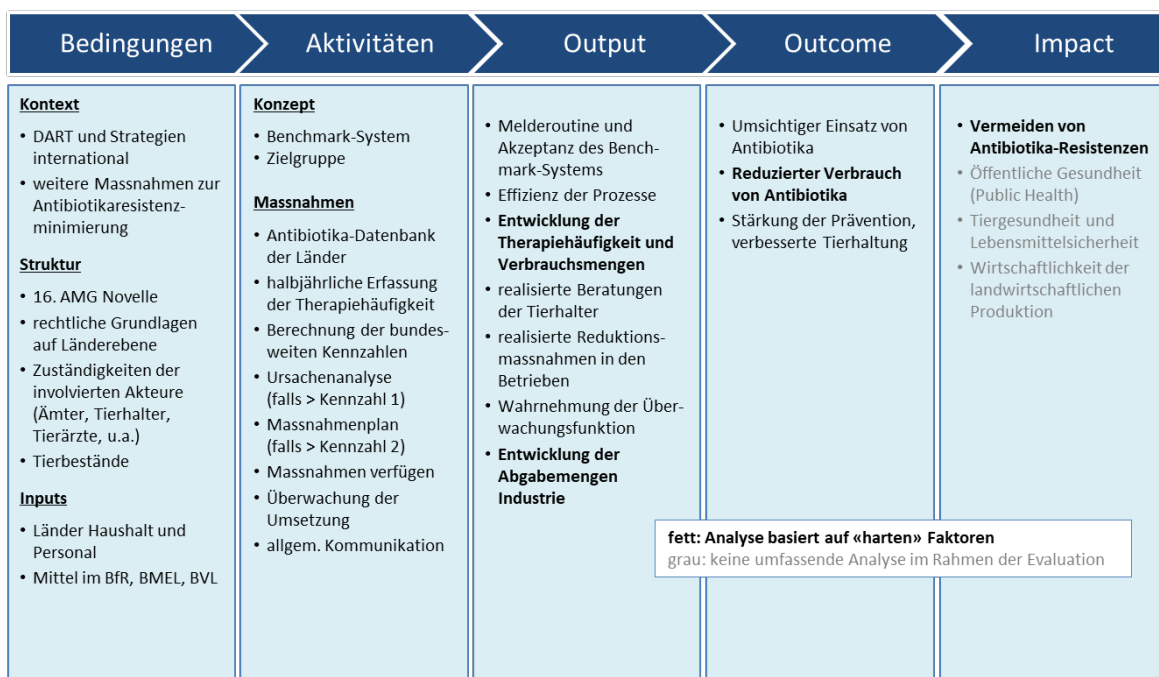 Bedingungen
Aktivitäten
Output
Outcome
Impact
Kontext
• DART und Strategien
international
• weitere Massnahmen zur
Antibiotikaresistenz-
minimierung
Struktur
• 16. AMG Novelle
• rechtliche Grundlagen
auf Länderebene
• Zuständigkeiten der
involvierten Akteure
(Ämter, Tierhalter,
Tierärzte, u.a.)
• Tierbestände
Inputs
• Länder Haushalt und
Personal
• Mittel im BfR, BMEL, BVL
Konzept
• Benchmark-System
• Zielgruppe
Massnahmen
• Antibiotika-Datenbank
der Länder
• halbjährliche Erfassung
der Therapiehäufigkeit
• Berechnung der bundes-
weiten Kennzahlen
• Ursachenanalyse
(falls > Kennzahl 1)
• Massnahmenplan
(falls > Kennzahl 2)
• Massnahmen verfügen
• Überwachung der
Umsetzung
• allgem. Kommunikation
• Melderoutine und
Akzeptanz des Bench-
mark-Systems
• Effizienz der Prozesse
• Entwicklung der
Therapiehäufigkeit und
Verbrauchsmengen
• realisierte Beratungen
der Tierhalter
• realisierte Reduktions-
massnahmen in den
Betrieben
• Wahrnehmung der Über-
wachungsfunktion
• Entwicklung der
Abgabemengen
Industrie
• Umsichtiger Einsatz von
Antibiotika
• Reduzierter Verbrauch
von Antibiotika
• Stärkung der Prävention,
verbesserte Tierhaltung
• Vermeiden von
Antibiotika-Resistenzen
• Öffentliche Gesundheit
(Public Health)
• Tiergesundheit und
Lebensmittelsicherheit
• Wirtschaftlichkeit der
landwirtschaftlichen
Produktion
fett: Analyse basiert auf «harten» Faktoren
grau: keine umfassende Analyse im Rahmen der Evaluation